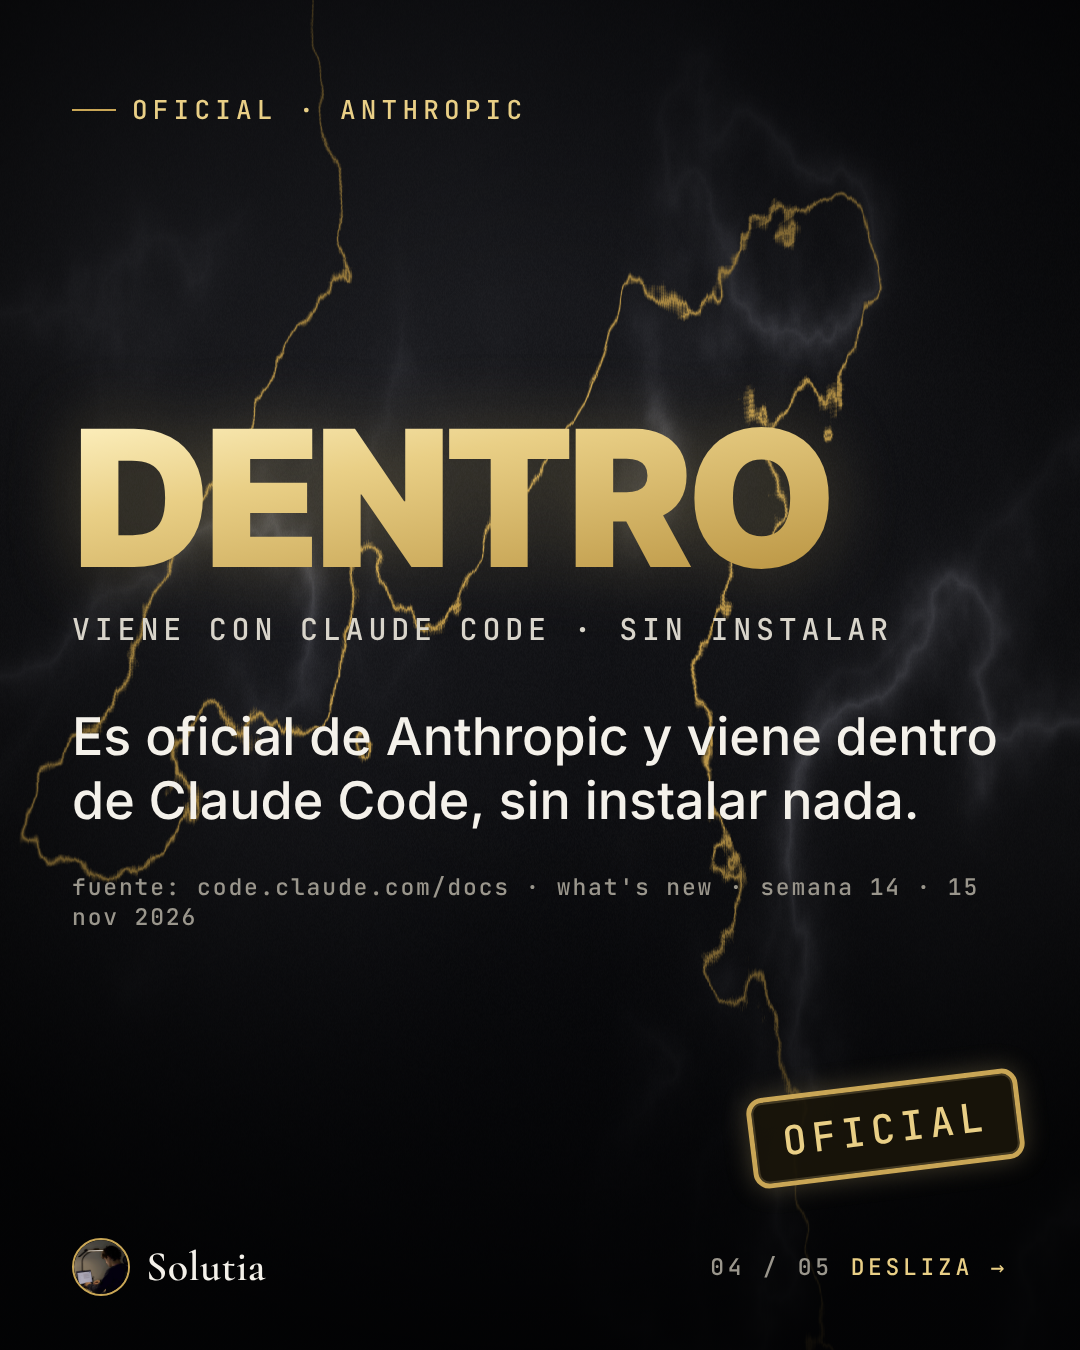 OFICIAL · ANTHROPIC
DENTRO
VIENE CON CLAUDE CODE · SIN INSTALAR
Es oficial de Anthropic y viene dentro
de Claude Code, sin instalar nada.
fuente: code.claude.com/docs · what's new · semana 14 · 15
nov 2026
OFICIAL
Solutia
04 / 05 DESLIZA →